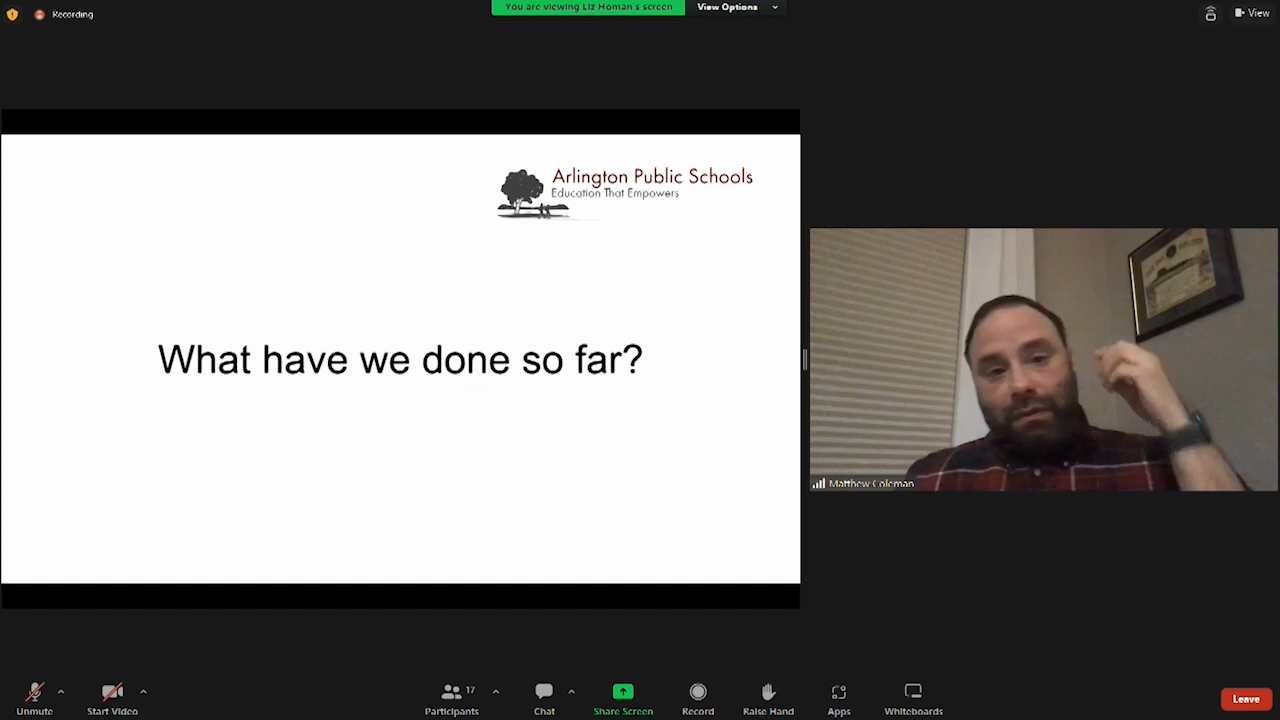 Recording
You are viewing Liz Homan's screen
View Options
View
Arlington Public Schools
Education That Empowers
What have we done so far?
Matthew Coleman
Unmute
Start Video
17
Participants
Chat
Share Screen
Record
Raise Hand
Apps
Whiteboards
Leave